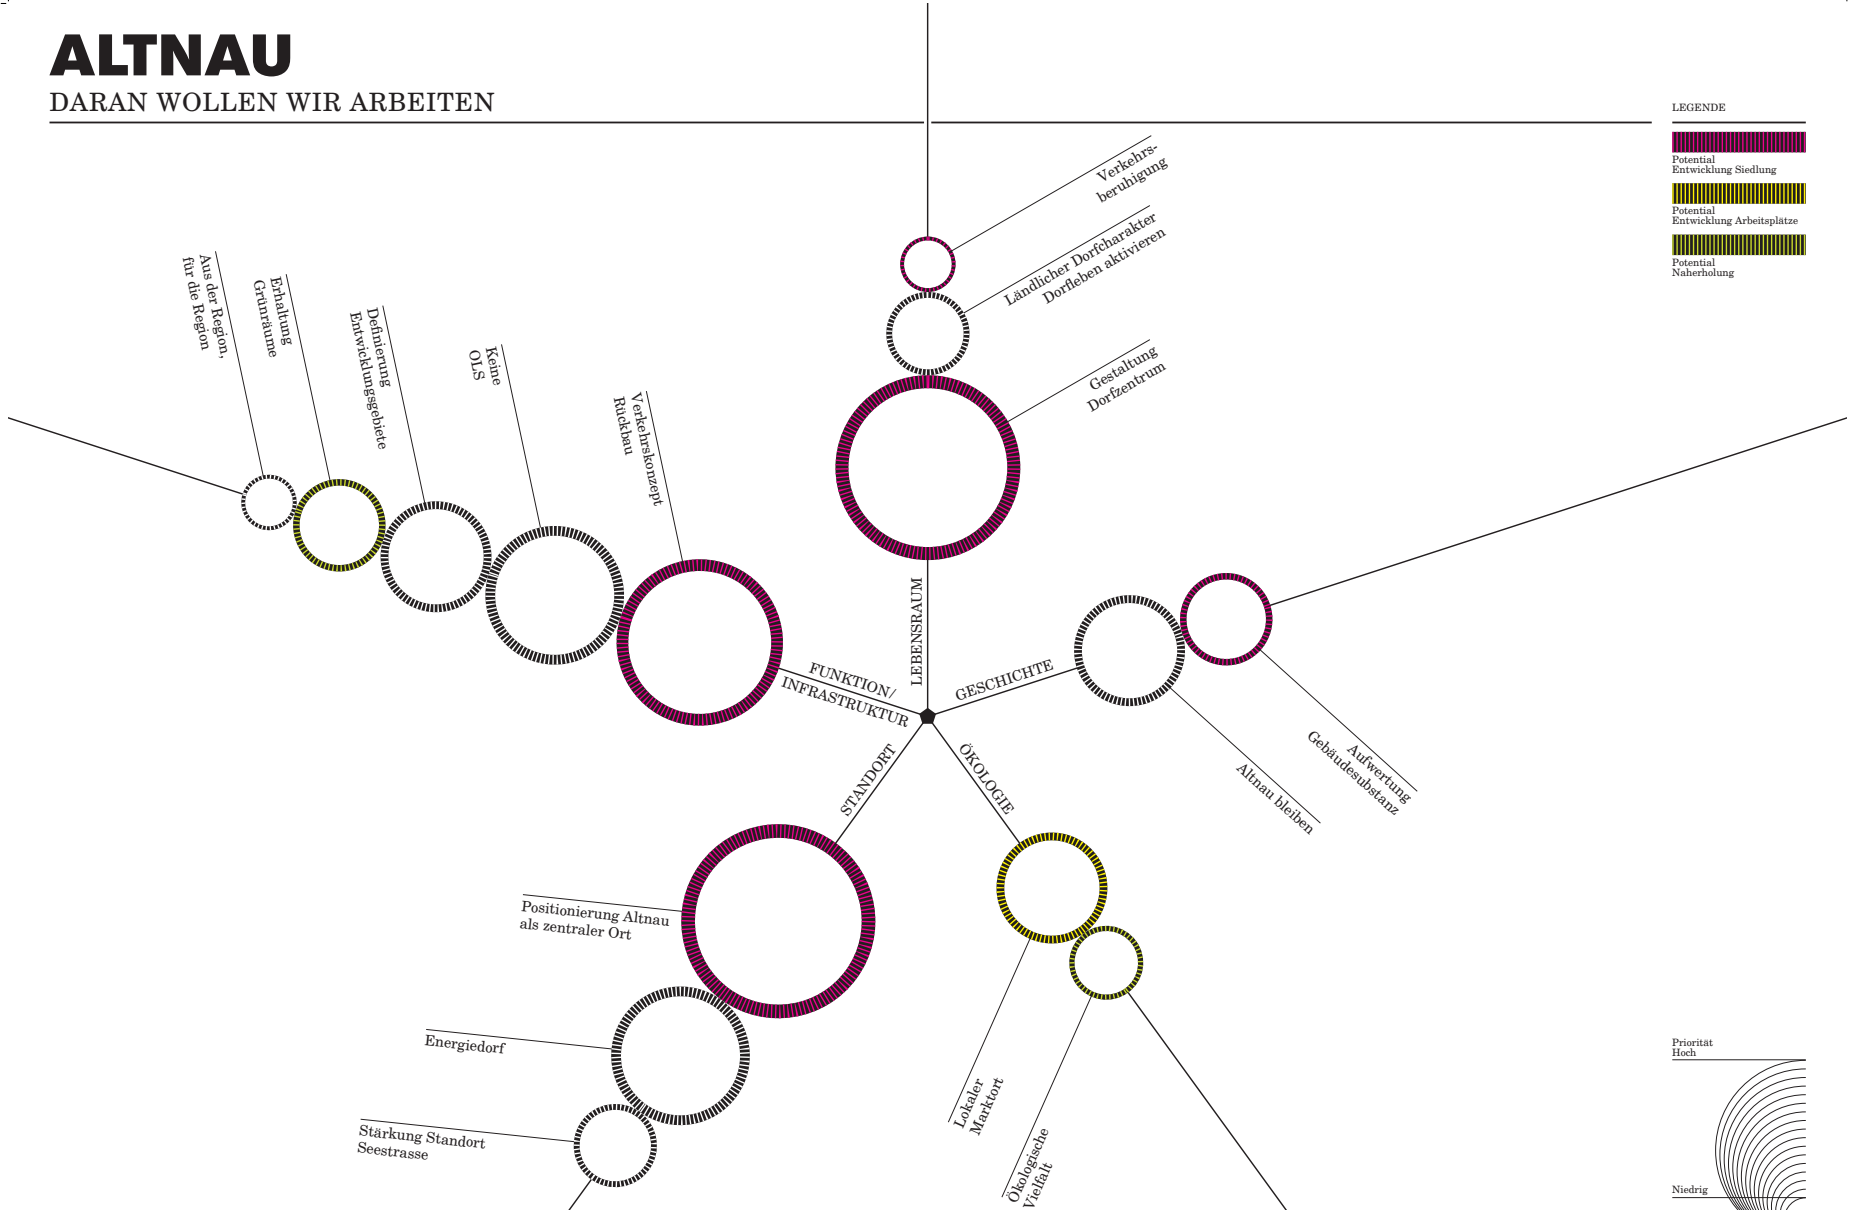 ALTNAU
DARAN WOLLEN WIR ARBEITEN
LEGENDE
Potential
Entwicklung Siedlung
Potential
Entwicklung Arbeitsplätze
Potential
Naherholung
Verkehrs-
beruhigung
Ländlicher Dorfcharakter
Dorfleben aktivieren
Gestaltung
Dorfzentrum
Aus der Region,
für die Region
Erhaltung
Grünräume
Definierung
Entwicklungsgebiete
Keine
OLS
Verkehrskonzept
Rückbau
LEBENSRAUM
FUNKTION/
INFRASTRUKTUR
GESCHICHTE
STANDORT
ÖKOLOGIE
Aufwertung
Gebäudesubstanz
Altnau bleiben
Positionierung Altnau
als zentraler Ort
Energiedorf
Stärkung Standort
Seestrasse
Lokaler
Marktort
Ökologische
Vielfalt
Priorität
Hoch
Niedrig